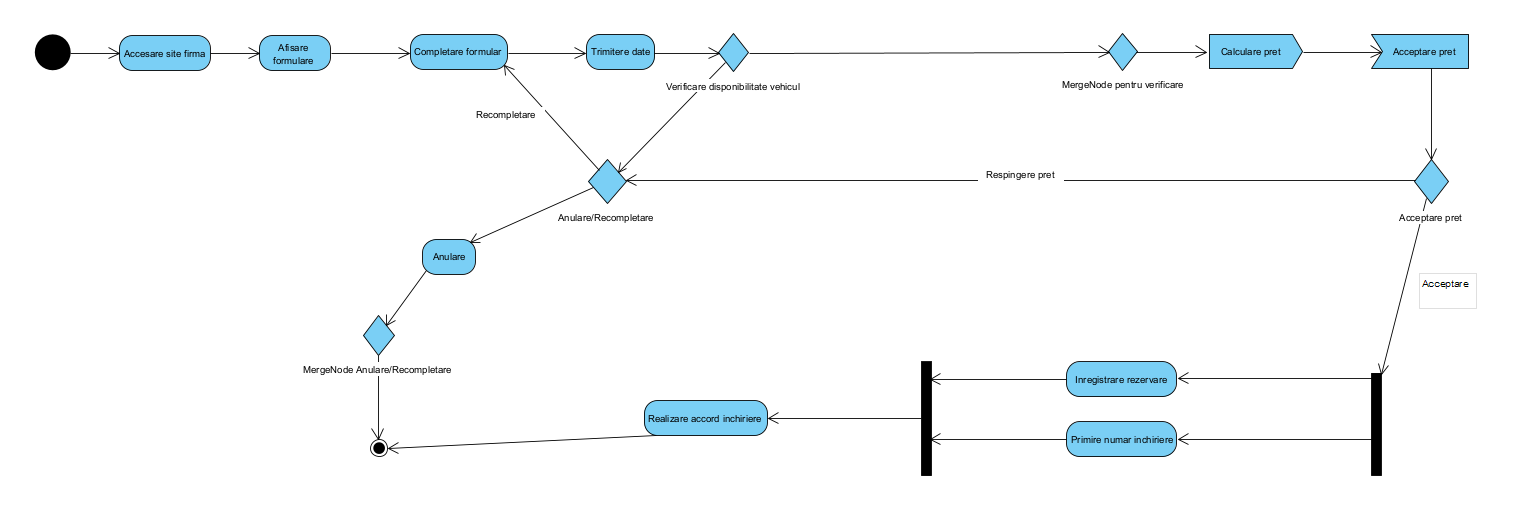 Accesare site firma
Afisare
formulare
Completare formular
Trimitere date
Calculare pret
Acceptare pret
Verificare disponibilitate vehicul
MergeNode pentru verificare
Recompletare
Respingere pret
Anulare/Recompletare
Acceptare pret
Anulare
Acceptare
MergeNode Anulare/Recompletare
Inregistrare rezervare
Realizare accord inchiriere
Primire numar inchiriere